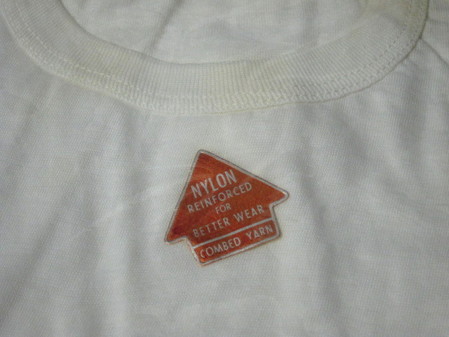 NYLON
REINFORCED
FOR
BETTER WEAR
COMBED YARN